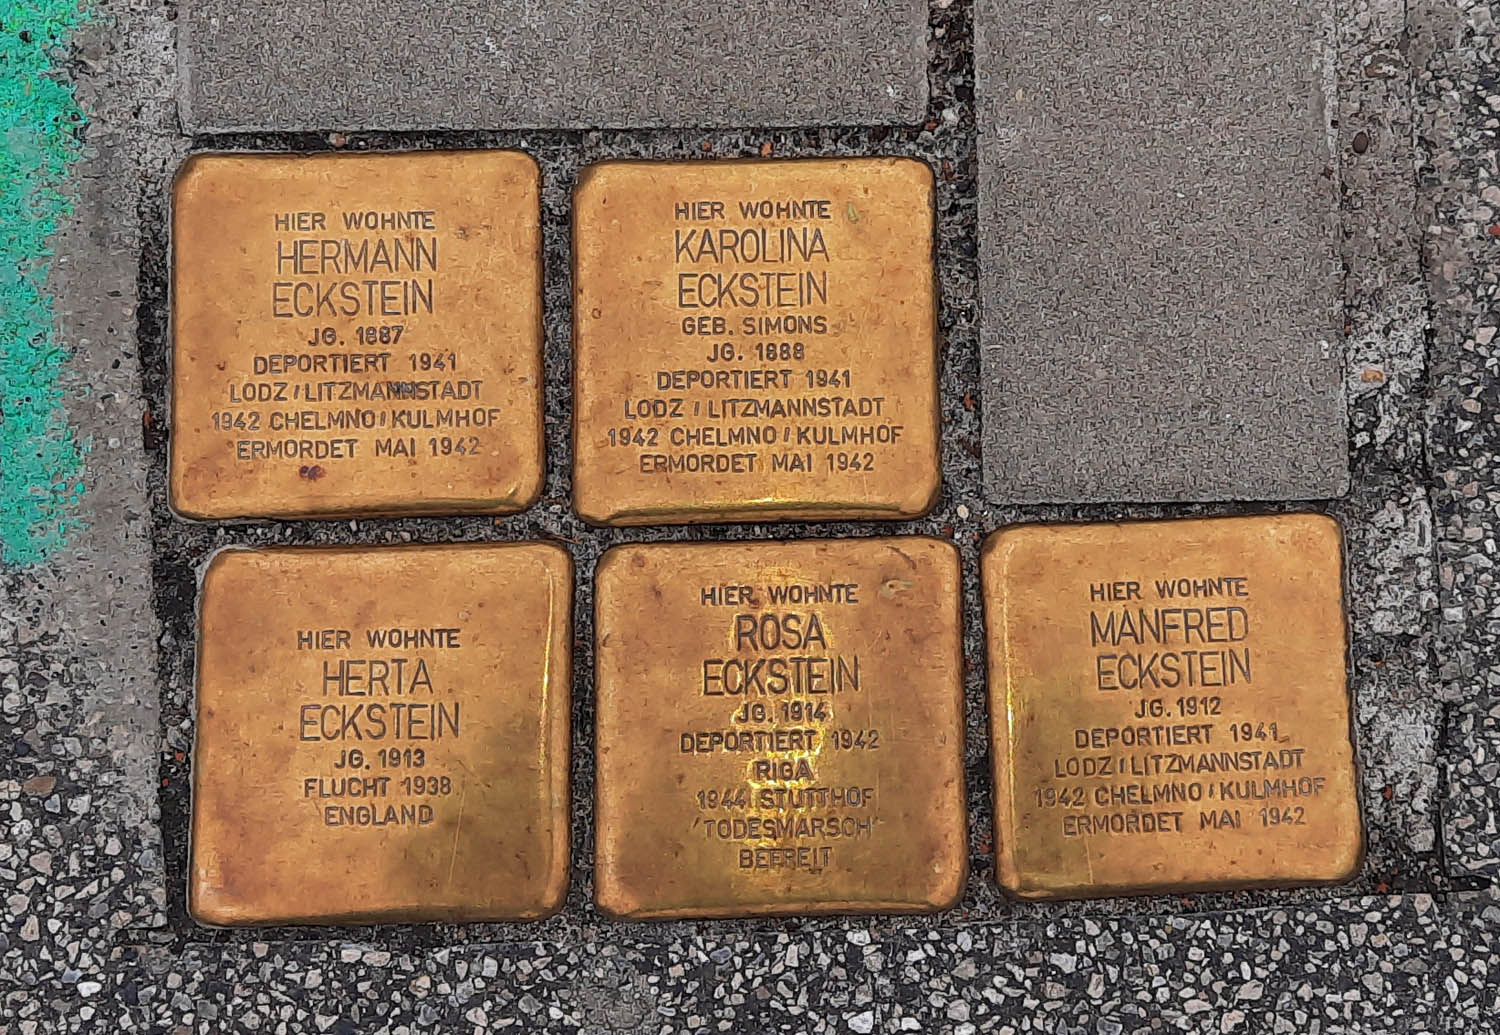 HIER WOHNTE
HERMANN
ECKSTEIN
JG. 1887
DEPORTIERT 1941
LODZ / LITZMANNSTADT
1942 CHELMNO / KULMHOF
ERMORDET MAI 1942
HIER WOHNTE
KAROLINA
ECKSTEIN
GEB. SIMONS
JG. 1888
DEPORTIERT 1941
LODZ / LITZMANNSTADT
1942 CHELMNO / KULMHOF
ERMORDET MAI 1942
HIER WOHNTE
HERTA
ECKSTEIN
JG. 1913
FLUCHT 1938
ENGLAND
HIER WOHNTE
ROSA
ECKSTEIN
JG. 1914
DEPORTIERT 1942
RIGA
1944 STUTTHOF
'TODESMARSCH'
BEFREIT
HIER WOHNTE
MANFRED
ECKSTEIN
JG. 1912
DEPORTIERT 1941
LODZ / LITZMANNSTADT
1942 CHELMNO / KULMHOF
ERMORDET MAI 1942